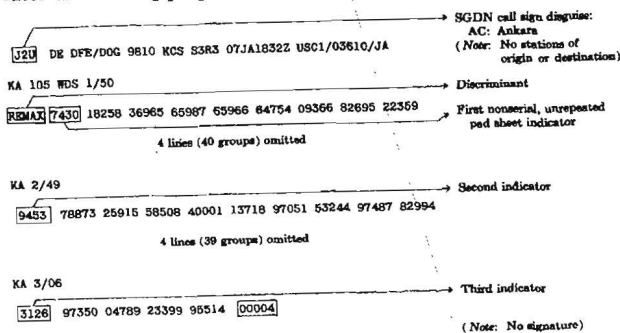 SGDN call sign disguise:
AC: Ankara
J2U DE DFE/DOG 9810 KCS S3R3 07JA1832Z USC1/03610/JA
(Note: No stations of
origin or destination)
KA 105 WDS 1/50
Discriminant
REMAX 7430 18258 36965 65987 65966 64754 09366 82695 22359
First nonserial, unrepeated
pad sheet indicator
4 lines (40 groups) omitted
KA 2/49
Second indicator
9453 78873 25915 58508 40001 13718 97051 53244 97487 82994
4 lines (39 groups) omitted
KA 3/06
Third indicator
3126 97350 04789 23399 95514 00004
(Note: No signature)